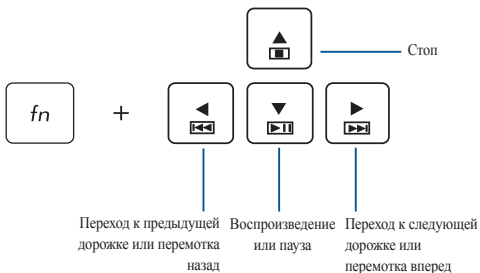 Стоп
fn +
Переход к предыдущей
дорожке или перемотка
назад
Воспроизведение
или пауза
Переход к следующей
дорожке или
перемотка вперед